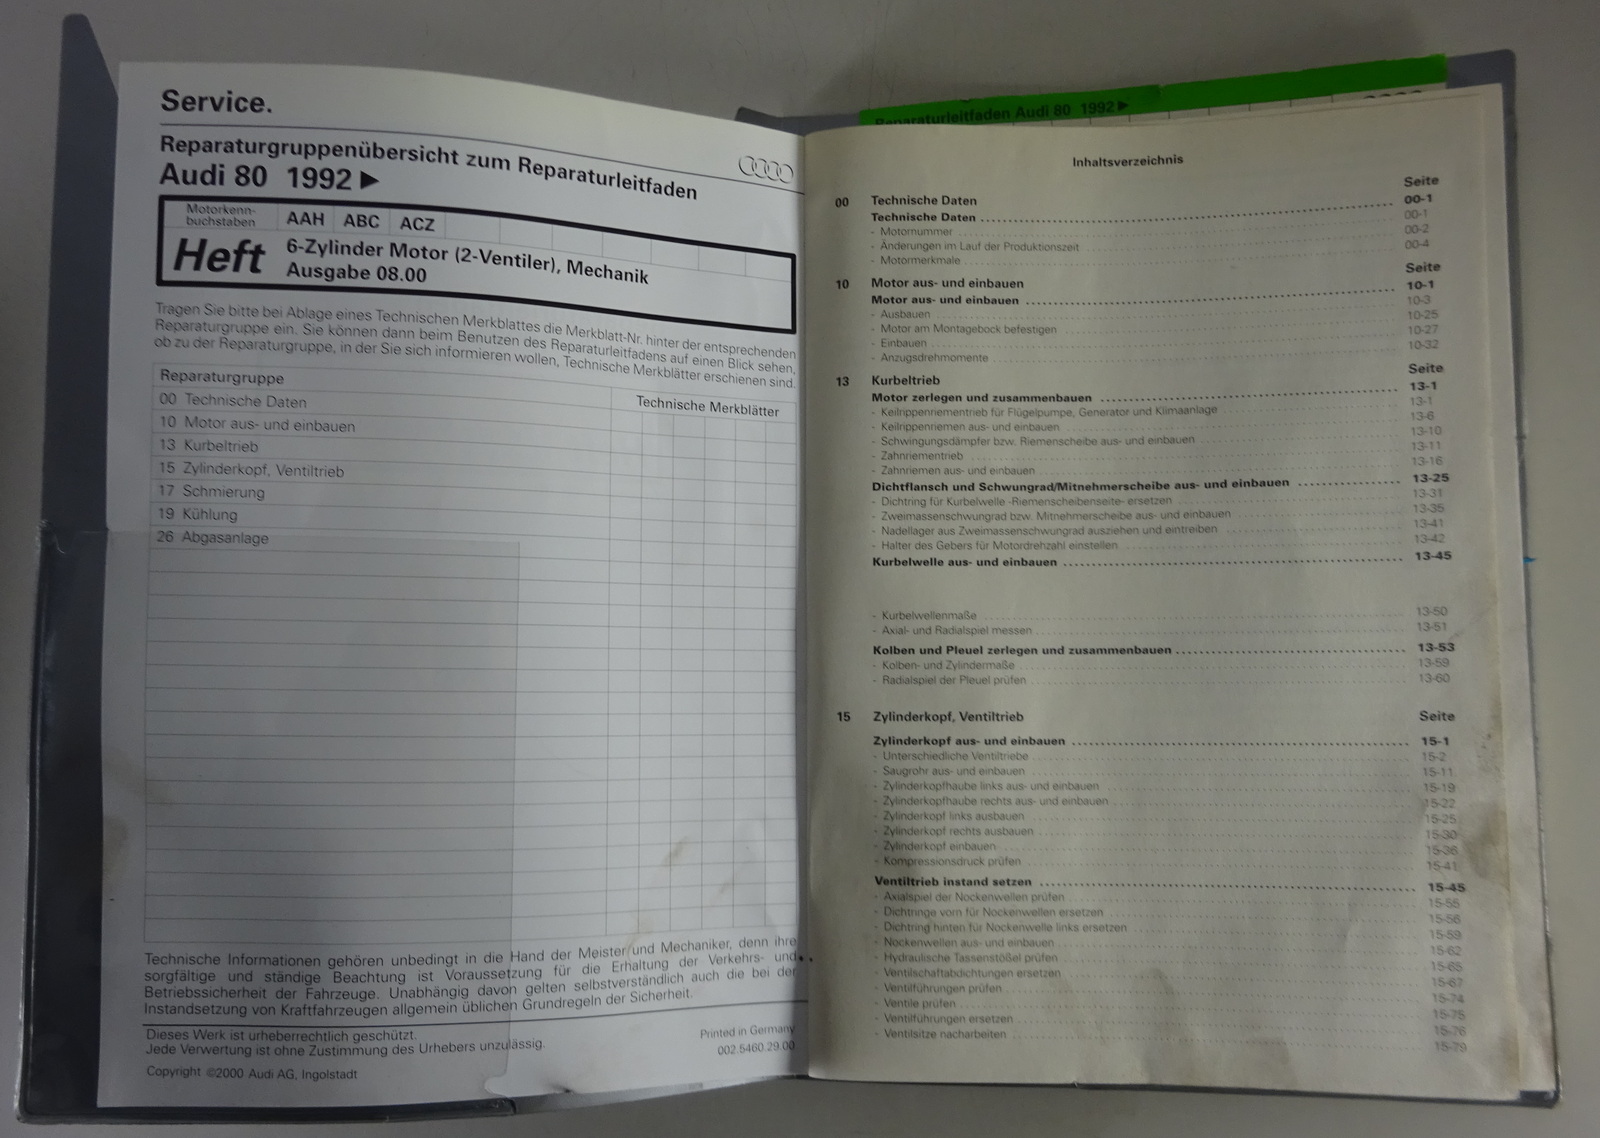 Service.
Reparaturgruppenübersicht zum Reparaturleitfaden
Audi 80 1992 ►
Motorkenn-
buchstaben
AAH ABC ACZ
Heft
6-Zylinder Motor (2-Ventiler), Mechanik
Ausgabe 08.00
Tragen Sie bitte bei Ablage eines Technischen Merkblattes die Merkblatt-Nr. hinter der entsprechenden
Reparaturgruppe ein. Sie können dann beim Benutzen des Reparaturleitfadens auf einen Blick sehen,
ob zu der Reparaturgruppe, in der Sie sich informieren wollen, Technische Merkblätter erschienen sind.
Reparaturgruppe
Technische Merkblätter
00 Technische Daten
10 Motor aus- und einbauen
13 Kurbeltrieb
15 Zylinderkopf, Ventiltrieb
17 Schmierung
19 Kühlung
26 Abgasanlage
Technische Informationen gehören unbedingt in die Hand der Meister und Mechaniker, denn ihre
sorgfältige und ständige Beachtung ist Voraussetzung für die Erhaltung der Verkehrs- und
Betriebssicherheit der Fahrzeuge. Unabhängig davon gelten selbstverständlich auch die bei der
Instandsetzung von Kraftfahrzeugen allgemein üblichen Grundregeln der Sicherheit.
Dieses Werk ist urheberrechtlich geschützt.
Jede Verwertung ist ohne Zustimmung des Urhebers unzulässig.
Printed in Germany
002.5460.29.00
Copyright ©2000 Audi AG, Ingolstadt
Reparaturleitfaden Audi 80 1992 ►
Inhaltsverzeichnis
00 Technische Daten Seite
Technische Daten 00-1
- Motornummer 00-1
- Änderungen im Lauf der Produktionszeit 00-2
- Motormerkmale 00-4
10 Motor aus- und einbauen Seite
Motor aus- und einbauen 10-1
- Ausbauen 10-3
- Motor am Montagebock befestigen 10-25
- Einbauen 10-27
- Anzugsdrehmomente 10-32
13 Kurbeltrieb Seite
Motor zerlegen und zusammenbauen 13-1
- Keilrippenriementrieb für Flügelpumpe, Generator und Klimaanlage 13-1
- Keilrippenriemen aus- und einbauen 13-6
- Schwingungsdämpfer bzw. Riemenscheibe aus- und einbauen 13-10
- Zahnriementrieb 13-11
- Zahnriemen aus- und einbauen 13-16
Dichtflansch und Schwungrad/Mitnehmerscheibe aus- und einbauen 13-25
- Dichtring für Kurbelwelle -Riemenscheibenseite- ersetzen 13-31
- Zweimassenschwungrad bzw. Mitnehmerscheibe aus- und einbauen 13-35
- Nadellager aus Zweimassenschwungrad ausziehen und eintreiben 13-41
- Halter des Gebers für Motordrehzahl einstellen 13-42
Kurbelwelle aus- und einbauen 13-45
- Kurbelwellenmaße 13-50
- Axial- und Radialspiel messen 13-51
Kolben und Pleuel zerlegen und zusammenbauen 13-53
- Kolben- und Zylindermaße 13-59
- Radialspiel der Pleuel prüfen 13-60
15 Zylinderkopf, Ventiltrieb Seite
Zylinderkopf aus- und einbauen 15-1
- Unterschiedliche Ventiltriebe 15-2
- Saugrohr aus- und einbauen 15-11
- Zylinderkopfhaube links aus- und einbauen 15-19
- Zylinderkopfhaube rechts aus- und einbauen 15-22
- Zylinderkopf links ausbauen 15-25
- Zylinderkopf rechts ausbauen 15-30
- Zylinderkopf einbauen 15-36
- Kompressionsdruck prüfen 15-41
Ventiltrieb instand setzen 15-45
- Axialspiel der Nockenwellen prüfen 15-55
- Dichtringe vorn für Nockenwellen ersetzen 15-56
- Dichtring hinten für Nockenwelle links ersetzen 15-59
- Nockenwellen aus- und einbauen 15-62
- Hydraulische Tassenstößel prüfen 15-65
- Ventilschaftabdichtungen ersetzen 15-67
- Ventilführungen prüfen 15-74
- Ventile prüfen 15-75
- Ventilführungen ersetzen 15-76
- Ventilsitze nacharbeiten 15-79